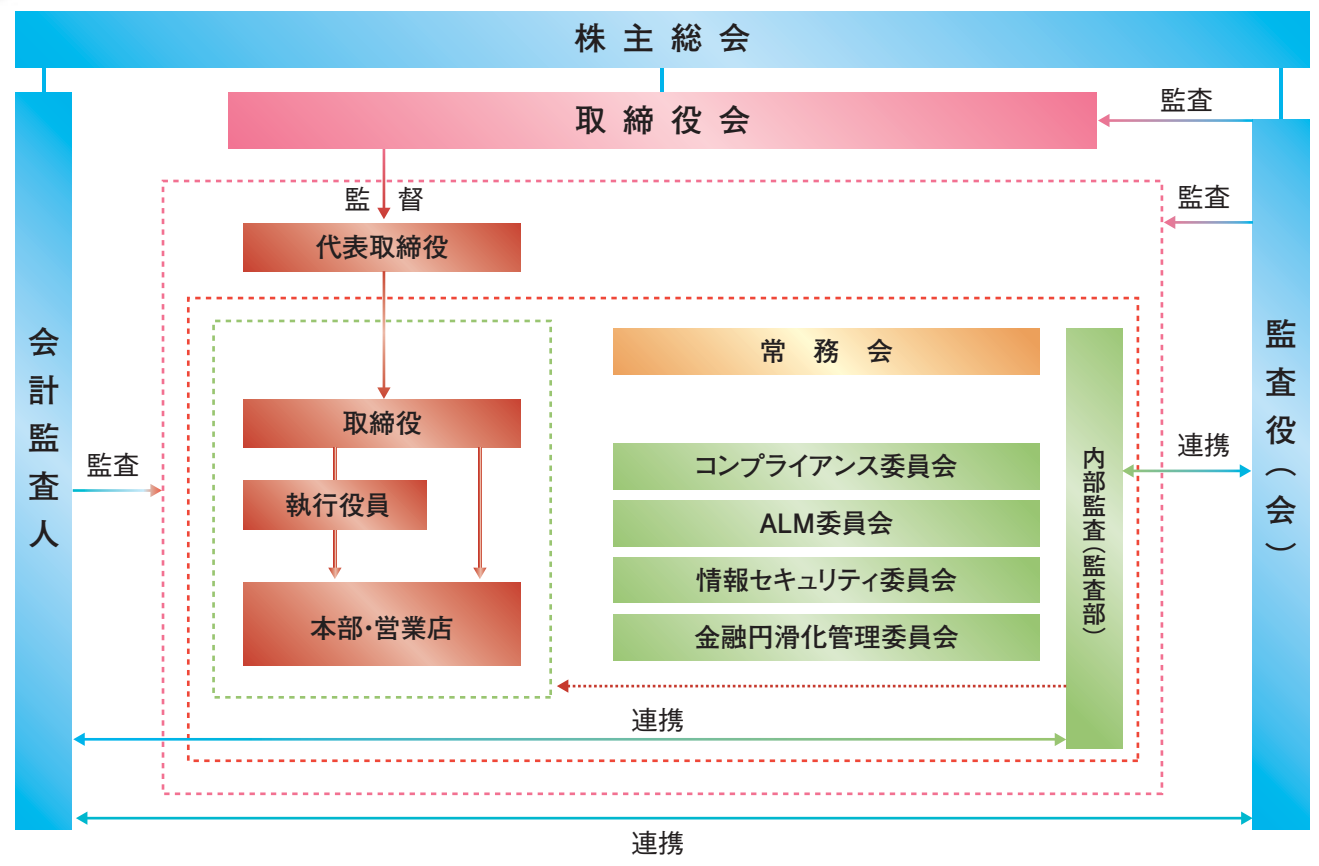 株主総会
取締役会
監査
監督
監査
代表取締役
会計監査人
監査役（会）
常務会
取締役
監査
執行役員
本部・営業店
コンプライアンス委員会
ALM委員会
情報セキュリティ委員会
金融円滑化管理委員会
内部監査（監査部）
連携
連携
連携